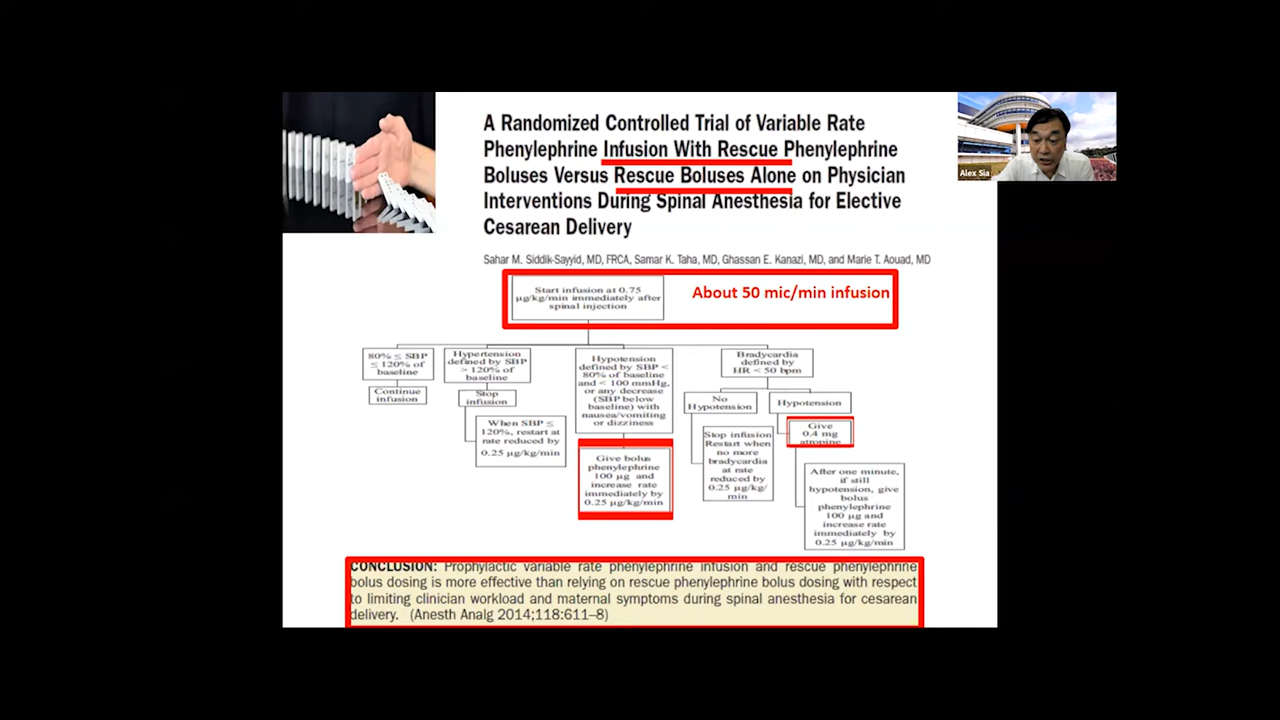 A Randomized Controlled Trial of Variable Rate
Phenylephrine Infusion With Rescue Phenylephrine
Boluses Versus Rescue Boluses Alone on Physician
Interventions During Spinal Anesthesia for Elective
Cesarean Delivery
Alex Sia
Sahar M. Siddik-Sayyid, MD, FRCA, Samar K. Taha, MD, Ghassan E. Kanazi, MD, and Marie T. Aouad, MD
Start infusion at 0.75
µg/kg/min immediately after
spinal injection
About 50 mic/min infusion
80% ≤ SBP
≤ 120% of
baseline
Continue
infusion
Hypertension
defined by SBP
> 120% of
baseline
Stop
infusion
When SBP ≤
120%, restart at
rate reduced by
0.25 µg/kg/min
Hypotension
defined by SBP <
80% of baseline
and < 100 mmHg,
or any decrease
(SBP below
baseline) with
nausea/vomiting
or dizziness
Give bolus
phenylephrine
100 µg and
increase rate
immediately by
0.25 µg/kg/min
Bradycardia
defined by
HR < 50 bpm
No
Hypotension
Stop infusion
Restart when
no more
bradycardia
at rate
reduced by
0.25 µg/kg/
min
Hypotension
Give
0.4 mg
atropine
After one minute,
if still
hypotension, give
bolus
phenylephrine
100 µg and
increase rate
immediately by
0.25 µg/kg/min
CONCLUSION: Prophylactic variable rate phenylephrine infusion and rescue phenylephrine
bolus dosing is more effective than relying on rescue phenylephrine bolus dosing with respect
to limiting clinician workload and maternal symptoms during spinal anesthesia for cesarean
delivery. (Anesth Analg 2014;118:611–8)